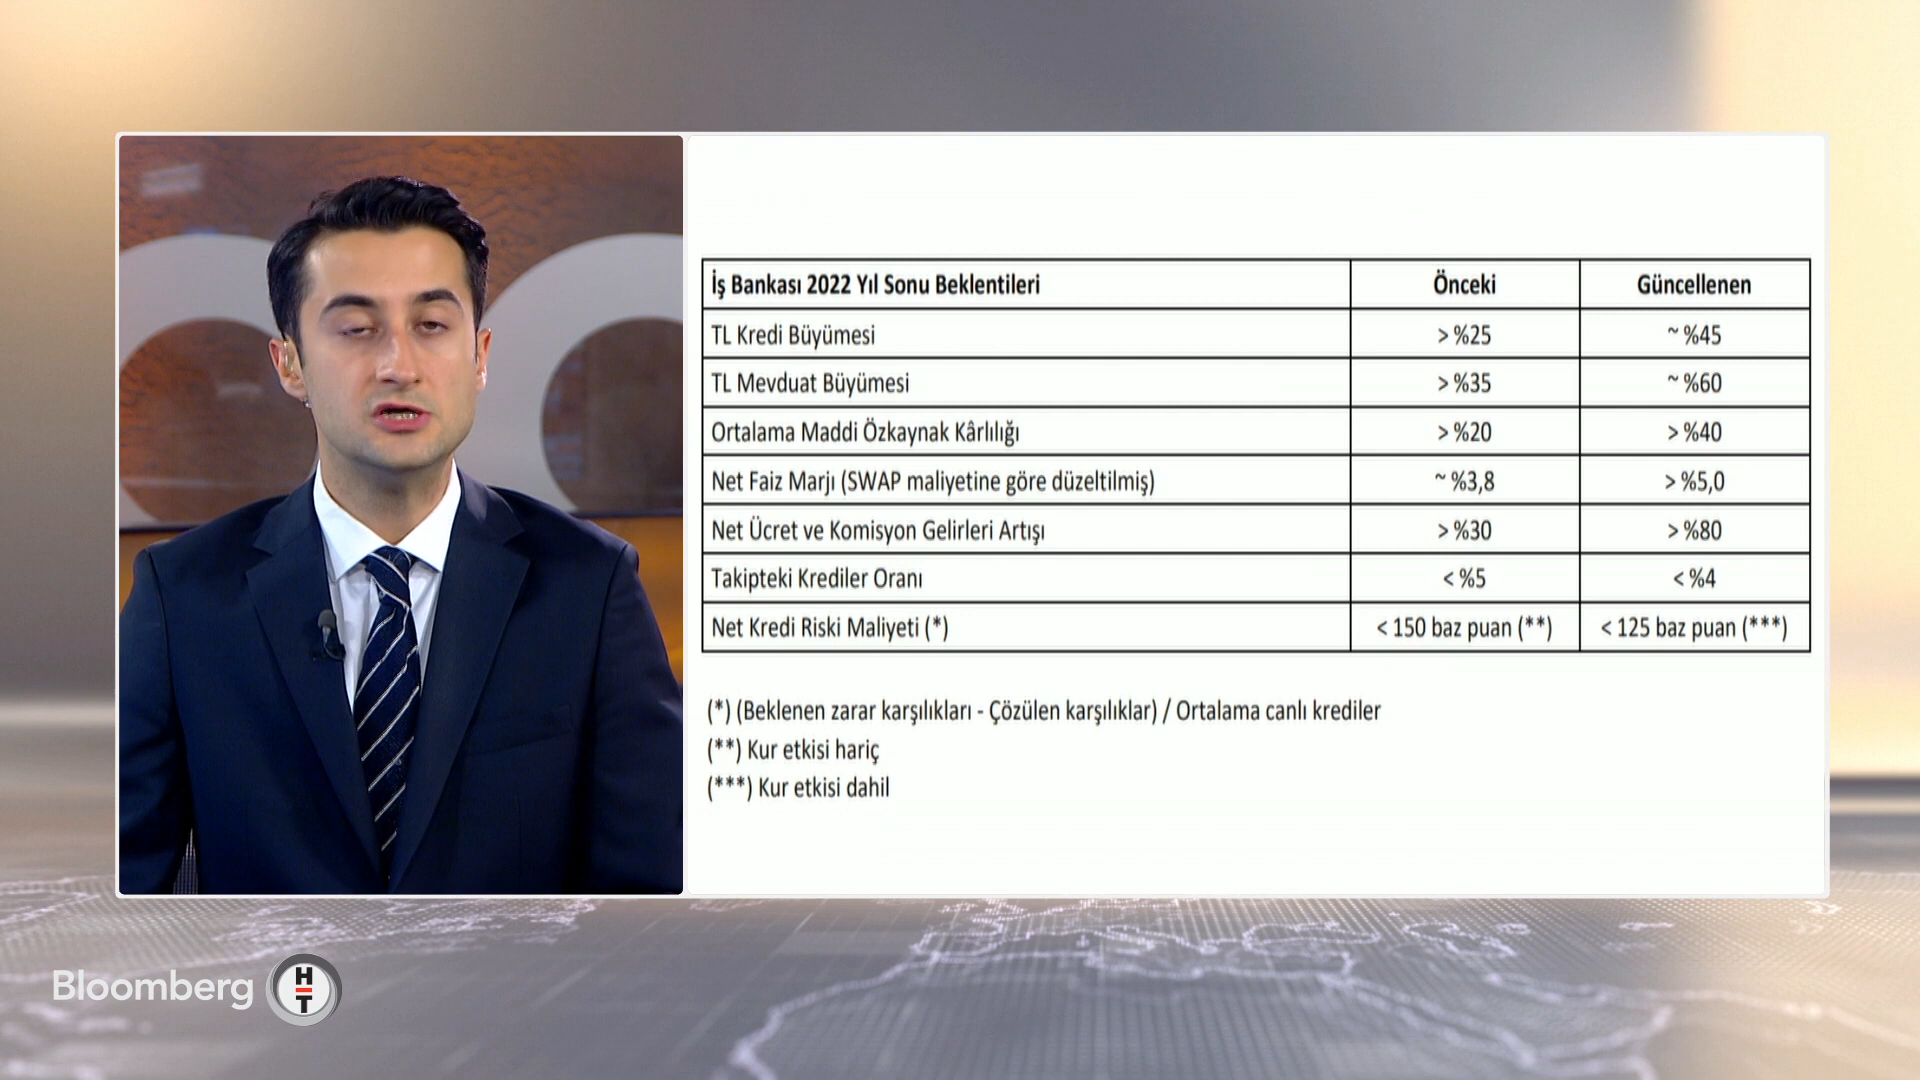 İş Bankası 2022 Yıl Sonu Beklentileri Önceki Güncellenen
TL Kredi Büyümesi > %25 ~ %45
TL Mevduat Büyümesi > %35 ~ %60
Ortalama Maddi Özkaynak Kârlılığı > %20 > %40
Net Faiz Marjı (SWAP maliyetine göre düzeltilmiş) ~ %3,8 > %5,0
Net Ücret ve Komisyon Gelirleri Artışı > %30 > %80
Takipteki Krediler Oranı < %5 < %4
Net Kredi Riski Maliyeti (*) < 150 baz puan (**) < 125 baz puan (***)
(*) (Beklenen zarar karşılıkları - Çözülen karşılıklar) / Ortalama canlı krediler
(**) Kur etkisi hariç
(***) Kur etkisi dahil
Bloomberg HT